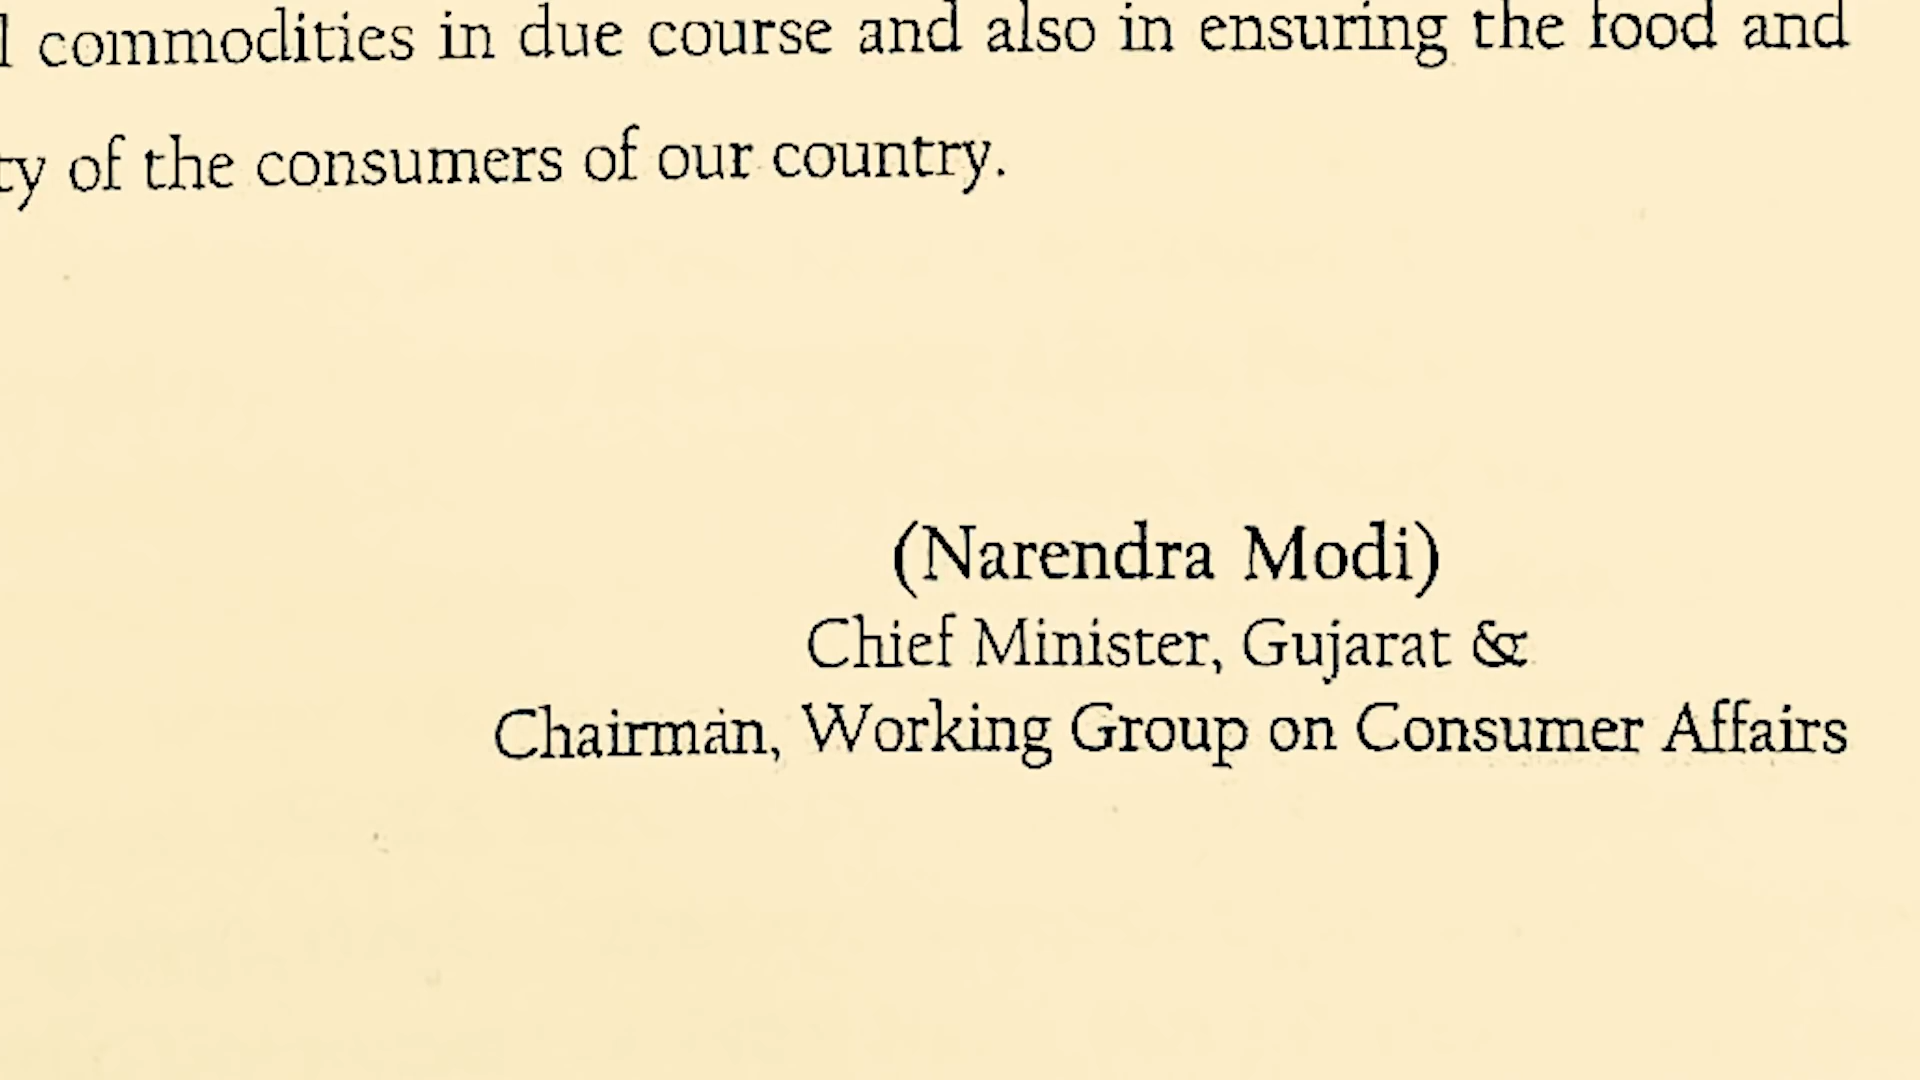 commodities in due course and also in ensuring the food and
of the consumers of our country.
(Narendra Modi)
Chief Minister, Gujarat &
Chairman, Working Group on Consumer Affairs